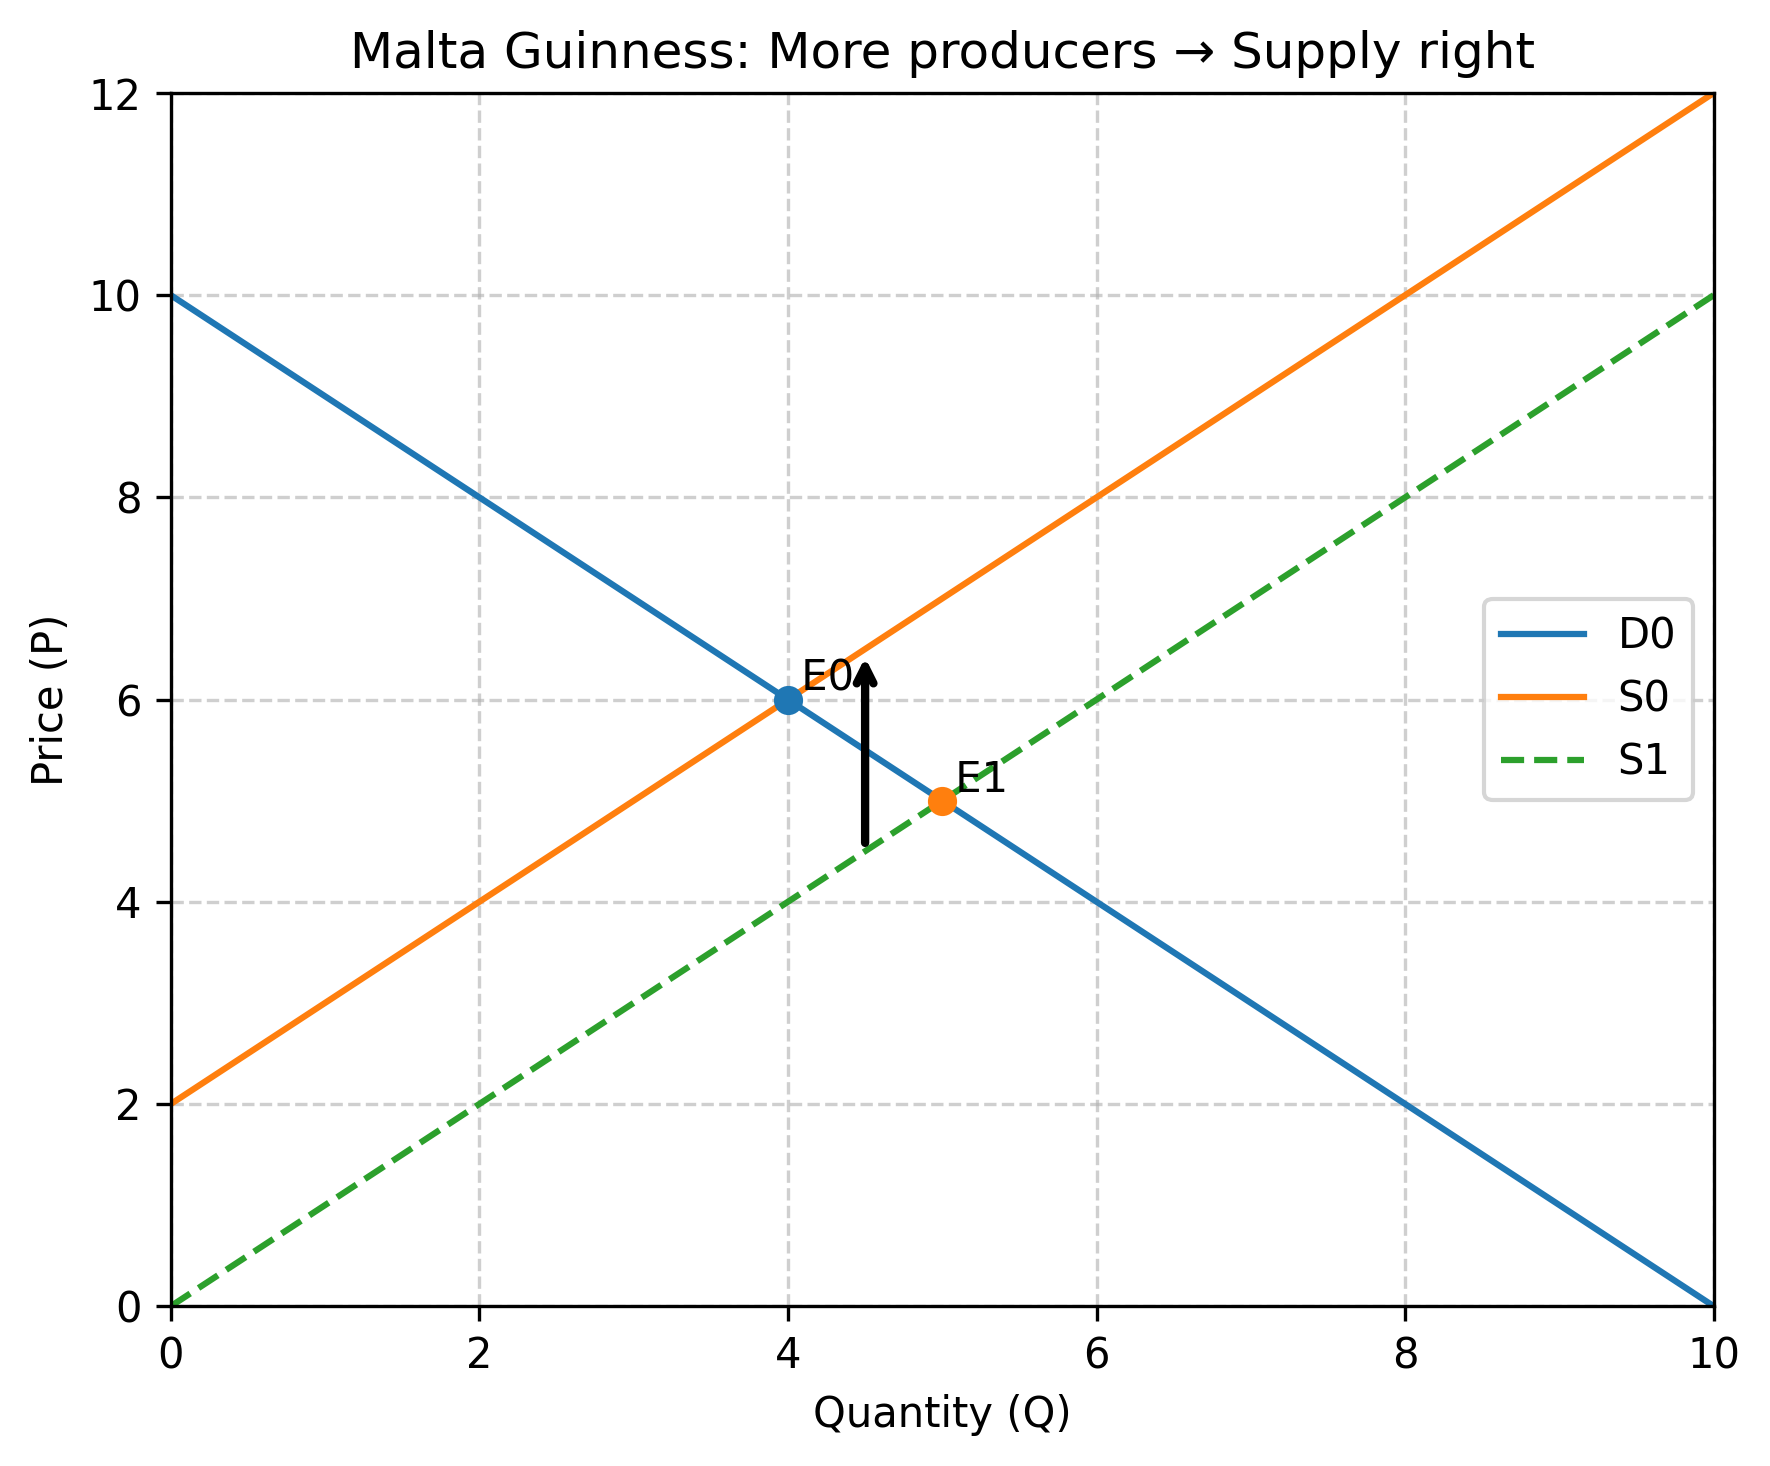 Malta Guinness: More producers → Supply right
12
10
8
6
4
2
0
Price (P)
E0
E1
D0
S0
S1
0 2 4 6 8 10
Quantity (Q)